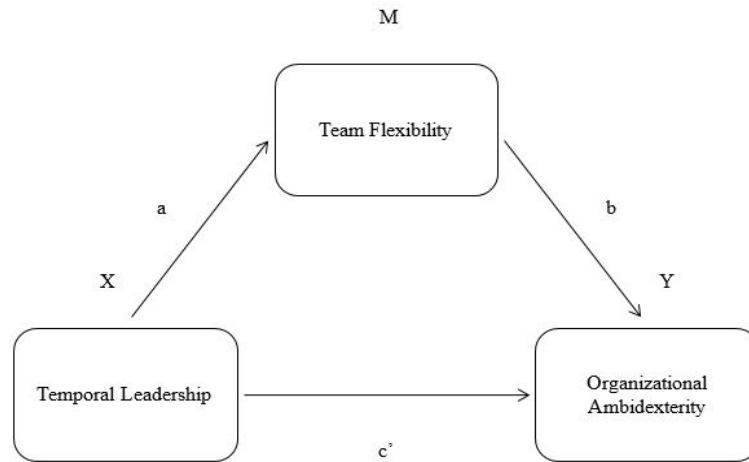 M
Team Flexibility
a
b
X
Y
Temporal Leadership
Organizational
Ambidexterity
c’